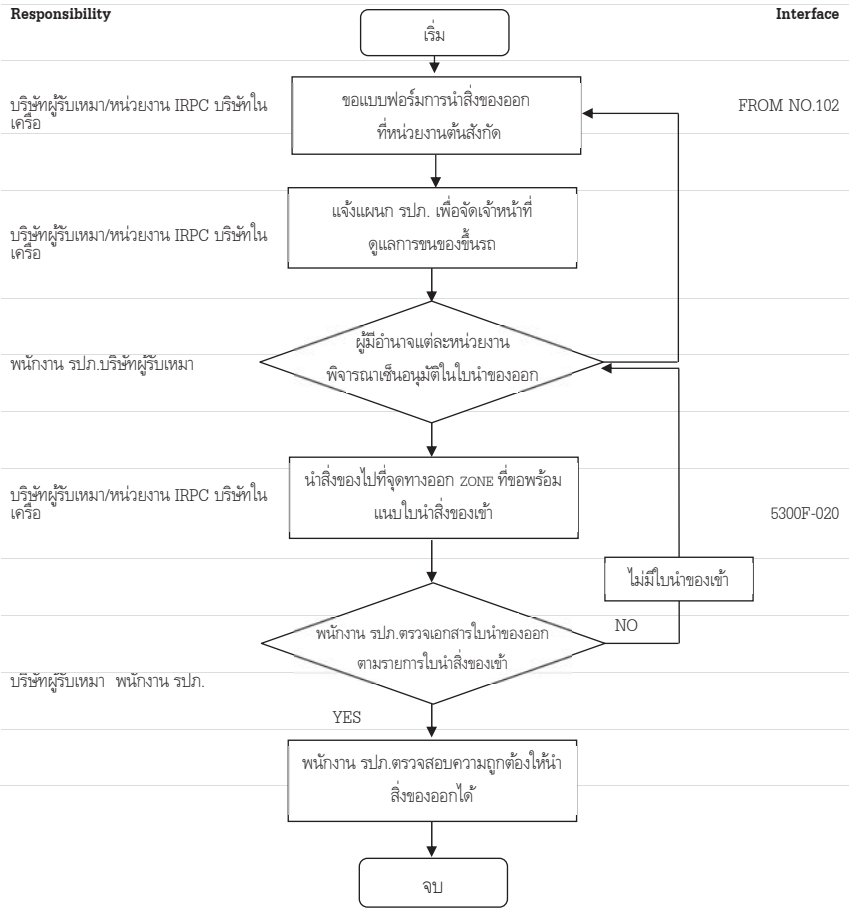 Responsibility
Interface
เริ่ม
บริษัทผู้รับเหมา/หน่วยงาน IRPC บริษัทใน
เครือ
ขอแบบฟอร์มการนำสิ่งของออก
ที่หน่วยงานต้นสังกัด
FROM NO.102
บริษัทผู้รับเหมา/หน่วยงาน IRPC บริษัทใน
เครือ
แจ้งแผนก รปภ. เพื่อจัดเจ้าหน้าที่
ดูแลการขนของขึ้นรถ
พนักงาน รปภ.บริษัทผู้รับเหมา
ผู้มีอำนาจแต่ละหน่วยงาน
พิจารณาเซ็นอนุมัติในใบนำของออก
บริษัทผู้รับเหมา/หน่วยงาน IRPC บริษัทใน
เครือ
นำสิ่งของไปที่จุดทางออก ZONE ที่ขอพร้อม
แนบใบนำสิ่งของเข้า
5300F-020
ไม่มีใบนำของเข้า
พนักงาน รปภ.ตรวจเอกสารใบนำของออก
ตามรายการใบนำสิ่งของเข้า
NO
บริษัทผู้รับเหมา พนักงาน รปภ.
YES
พนักงาน รปภ.ตรวจสอบความถูกต้องให้นำ
สิ่งของออกได้
จบ